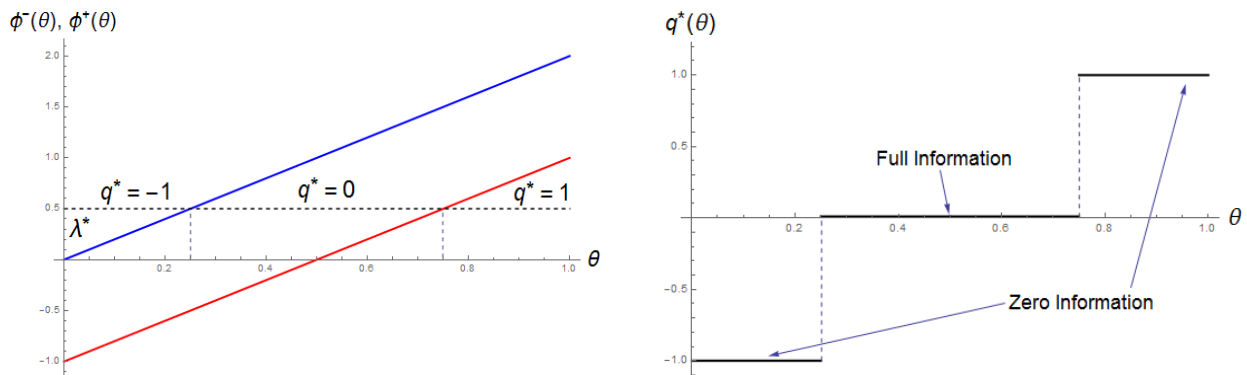 ϕ⁻(θ), ϕ⁺(θ)
2.0
1.5
1.0
q* = −1
q* = 0
q* = 1
0.5
λ*
0.2
0.4
0.6
0.8
1.0
θ
−0.5
−1.0
q*(θ)
1.0
0.5
Full Information
0.2
0.4
0.6
0.8
1.0
θ
−0.5
Zero Information
−1.0